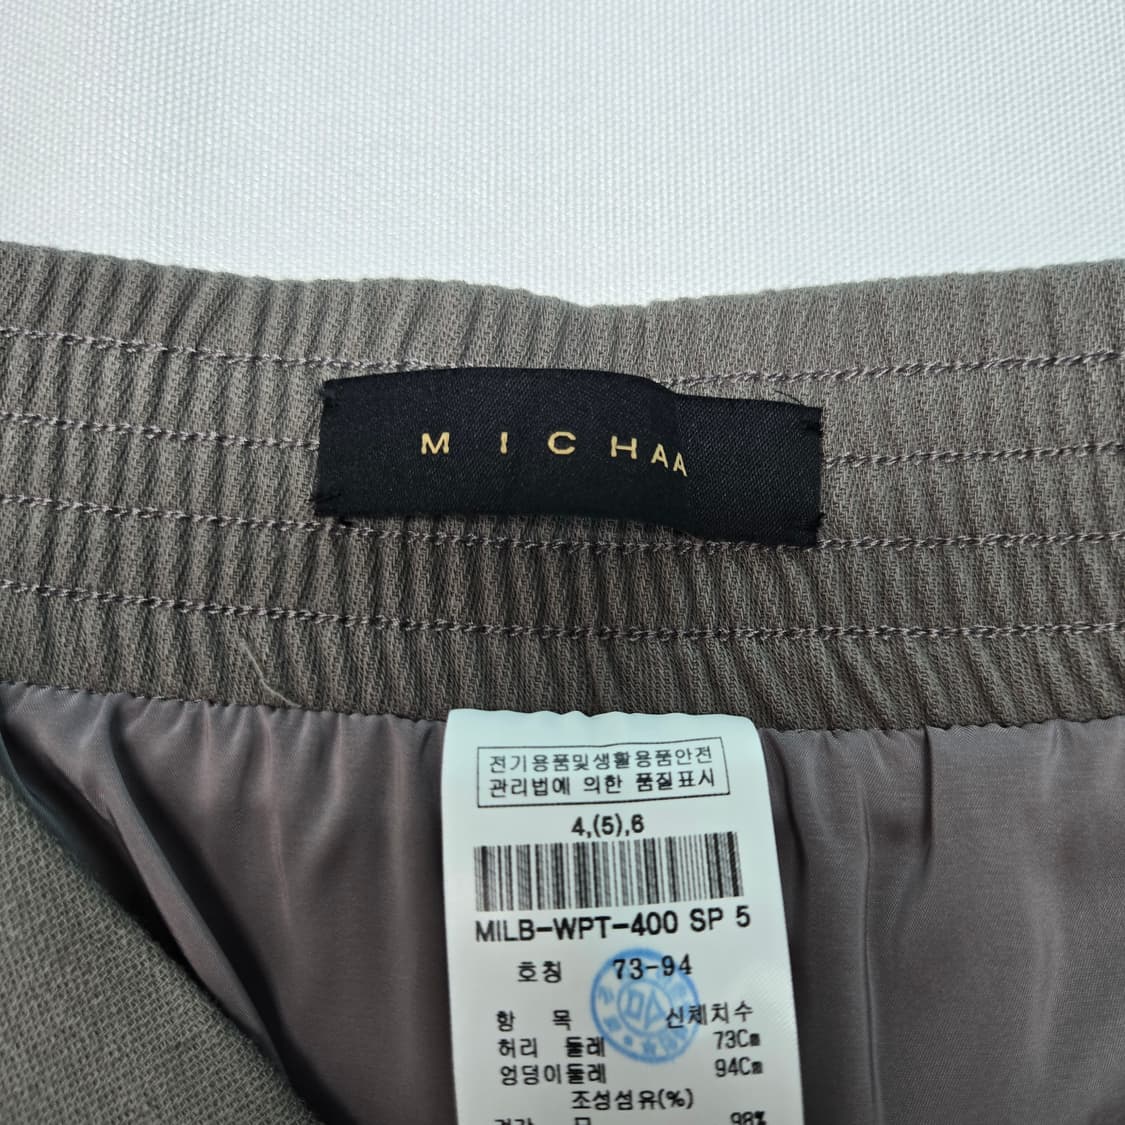 MICHAA
전기용품및생활용품안전
관리법에 의한 품질표시
4,(5),6
MILB-WPT-400 SP 5
호칭 73-94
항 목 신체치수
허리 둘레 73Cm
엉덩이둘레 94Cm
조성섬유(%)
98%